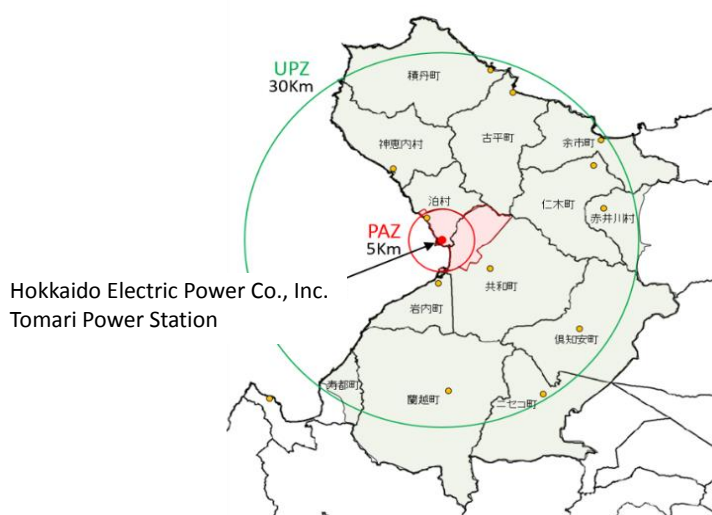 UPZ
30Km
積丹町
古平町
余市町
神恵内村
泊村
仁木町
赤井川村
PAZ
5Km
共和町
Hokkaido Electric Power Co., Inc.
Tomari Power Station
岩内町
倶知安町
寿都町
蘭越町
ニセコ町